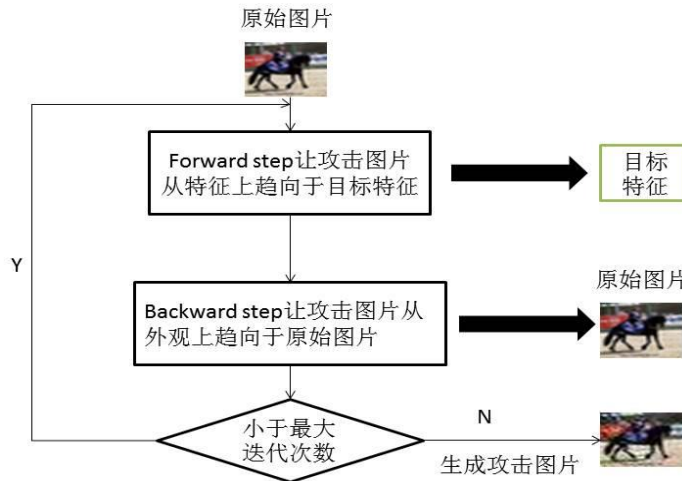 原始图片
Forward step让攻击图片
从特征上趋向于目标特征
目标
特征
Y
原始图片
Backward step让攻击图片从
外观上趋向于原始图片
小于最大
迭代次数
N
生成攻击图片